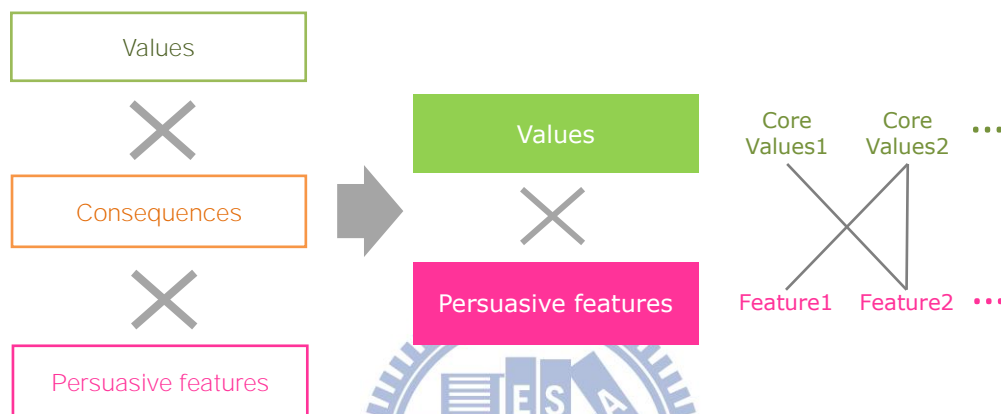 Values
Consequences
Persuasive features
Values
Persuasive features
Core
Values1
Core
Values2
...
Feature1
Feature2
...
E S A